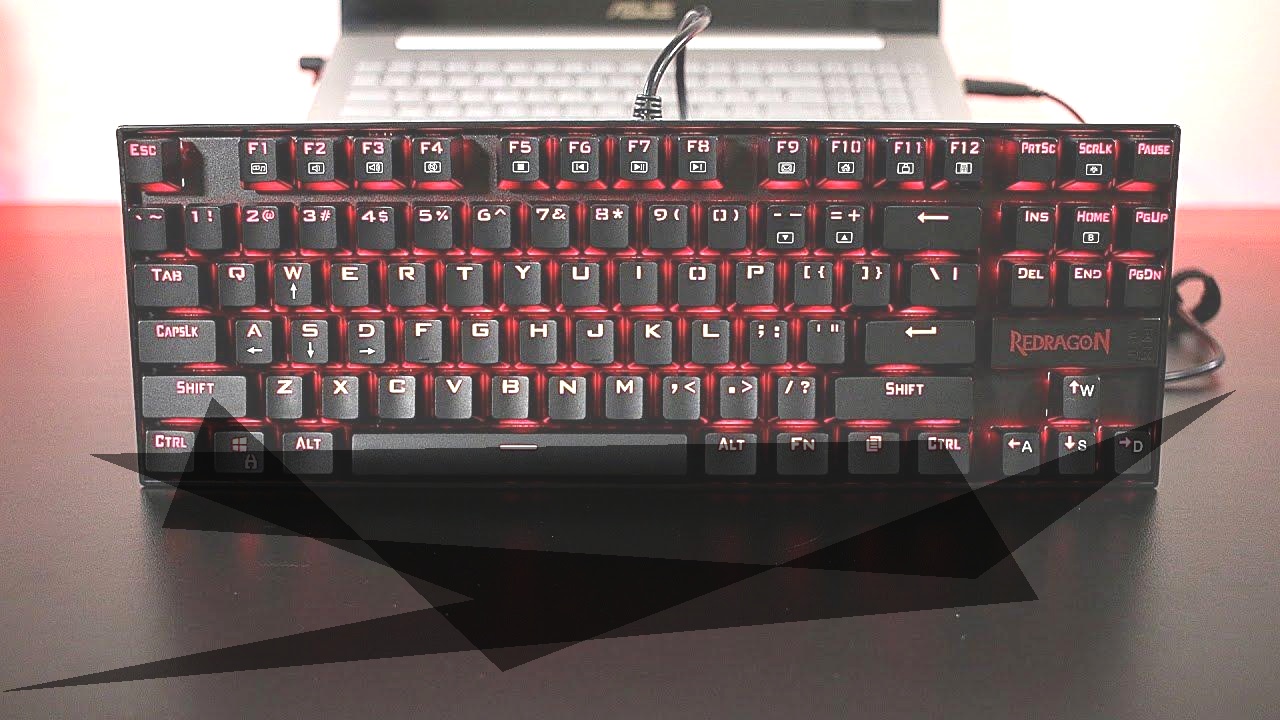 ASUS
ESC F1 F2 F3 F4 F5 F6 F7 F8 F9 F10 F11 F12 PRTSC SCRLK PAUSE
` ~ 1 ! 2 @ 3 # 4 $ 5 % 6 ^ 7 & 8 * 9 ( 0 ) - - = + ← INS HOME PGUP
B
TAB Q W E R T Y U I O P [ { ] } \ | DEL END PGDN
↑
CAPSLK A S D F G H J K L ; : ' " ↵ REDRAGON
← ↓ →
SHIFT Z X C V B N M , < . > / ? SHIFT ↑W
CTRL ALT ALT FN CTRL ←A ↓S →D